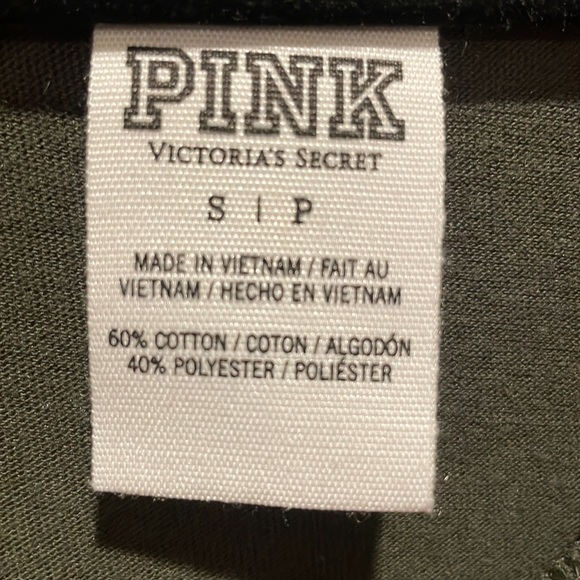 PINK
VICTORIA'S SECRET
S | P
MADE IN VIETNAM / FAIT AU
VIETNAM / HECHO EN VIETNAM
60% COTTON / COTON / ALGODÓN
40% POLYESTER / POLIÉSTER